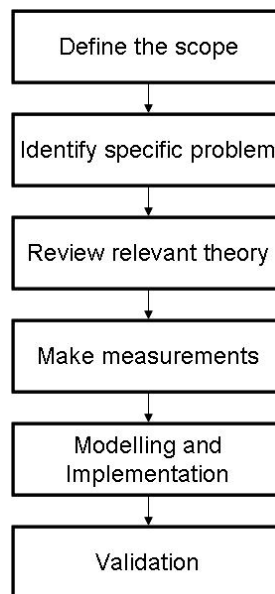 Define the scope
Identify specific problem
Review relevant theory
Make measurements
Modelling and
Implementation
Validation